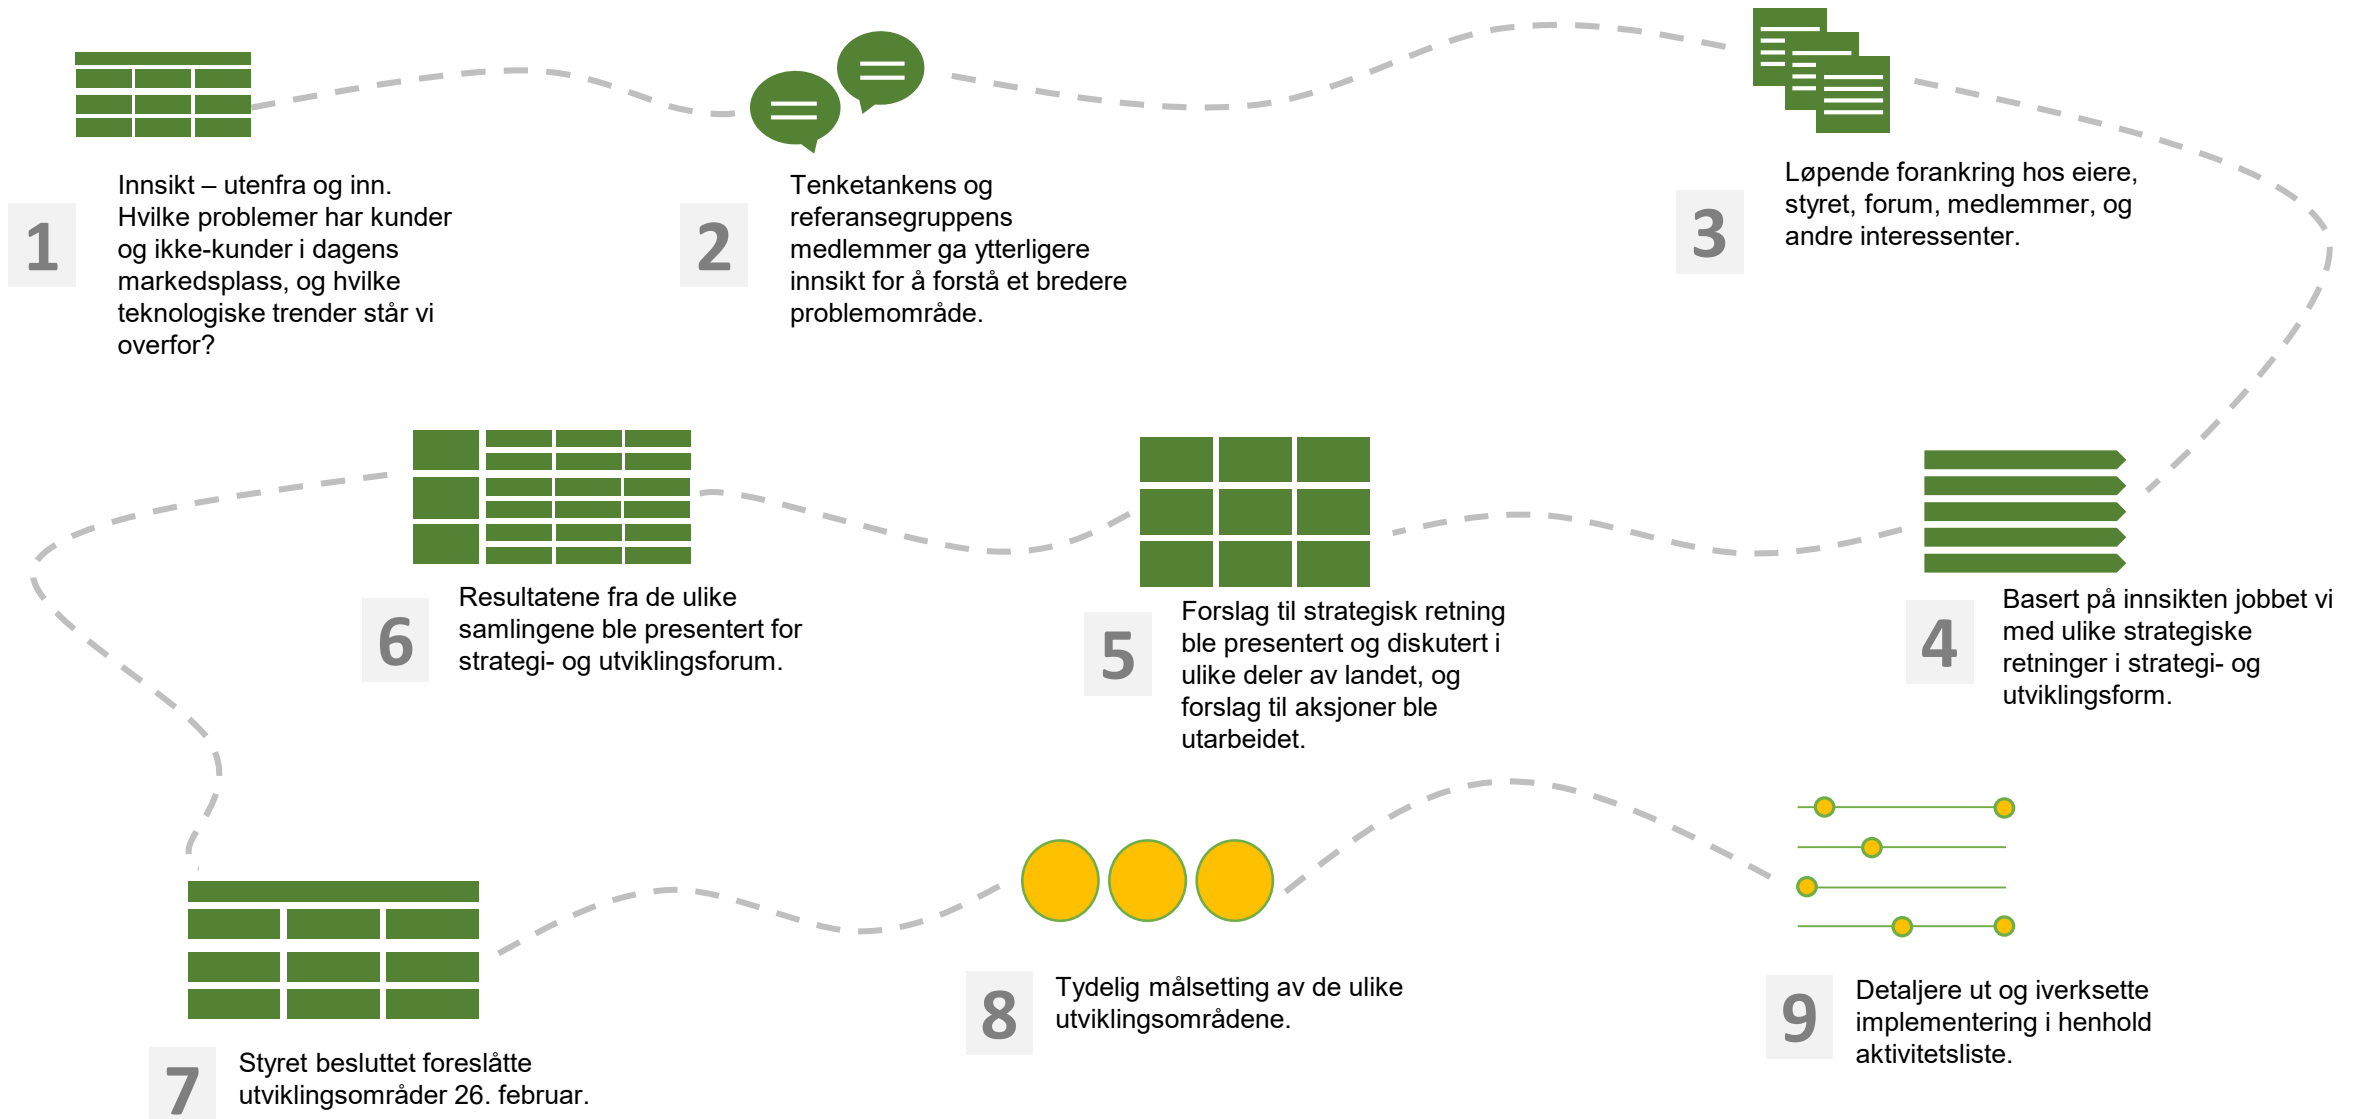 1
Innsikt – utenfra og inn.
Hvilke problemer har kunder
og ikke-kunder i dagens
markedsplass, og hvilke
teknologiske trender står vi
overfor?
2
Tenketankens og
referansegruppens
medlemmer ga ytterligere
innsikt for å forstå et bredere
problemområde.
3
Løpende forankring hos eiere,
styret, forum, medlemmer, og
andre interessenter.
4
Basert på innsikten jobbet vi
med ulike strategiske
retninger i strategi- og
utviklingsform.
5
Forslag til strategisk retning
ble presentert og diskutert i
ulike deler av landet, og
forslag til aksjoner ble
utarbeidet.
6
Resultatene fra de ulike
samlingene ble presentert for
strategi- og utviklingsforum.
7
Styret besluttet foreslåtte
utviklingsområder 26. februar.
8
Tydelig målsetting av de ulike
utviklingsområdene.
9
Detaljere ut og iverksette
implementering i henhold
aktivitetsliste.